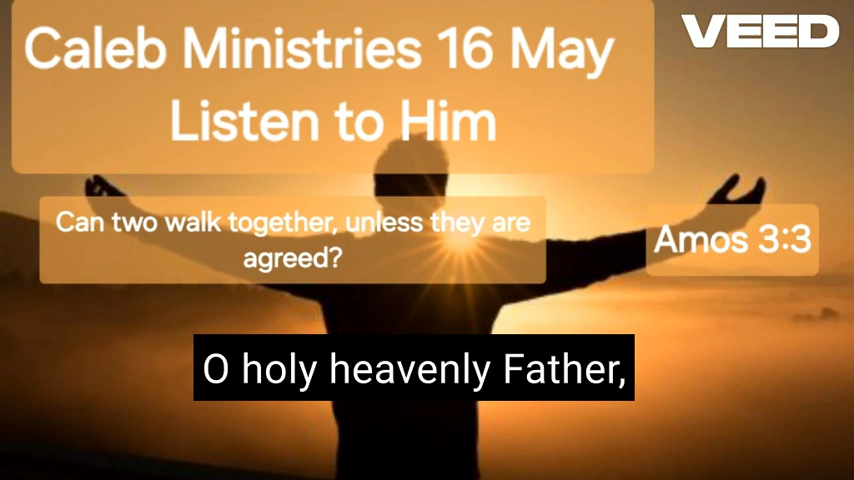 Caleb Ministries 16 May
Listen to Him
VEED
Can two walk together, unless they are
agreed?
Amos 3:3
O holy heavenly Father,